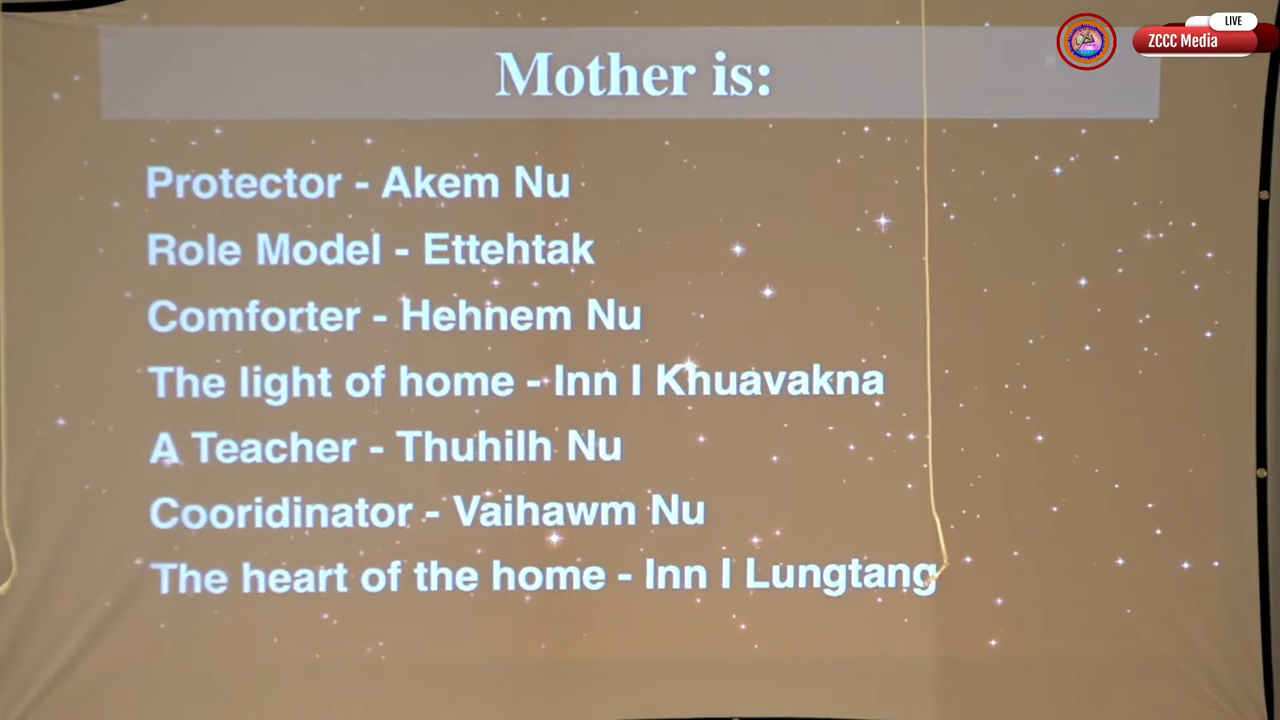 LIVE
ZCCC Media
Mother is:
Protector - Akem Nu
Role Model - Ettehtak
Comforter - Hehnem Nu
The light of home - Inn I Khuavakna
A Teacher - Thuhilh Nu
Cooridinator - Vaihawm Nu
The heart of the home - Inn I Lungtang